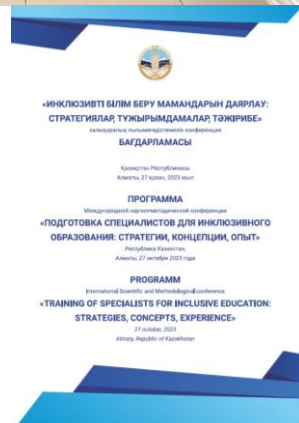 «ИНКЛЮЗИВТІ БІЛІМ БЕРУ МАМАНДАРЫН ДАЯРЛАУ:
СТРАТЕГИЯЛАР, ТҰЖЫРЫМДАМАЛАР, ТӘЖІРИБЕ»
халықаралық ғылыми-әдістемелік конференция
БАҒДАРЛАМАСЫ
Қазақстан Республикасы
Алматы, 27 қазан, 2023 жыл
ПРОГРАММА
Международной научно-методической конференции
«ПОДГОТОВКА СПЕЦИАЛИСТОВ ДЛЯ ИНКЛЮЗИВНОГО
ОБРАЗОВАНИЯ: СТРАТЕГИИ, КОНЦЕПЦИИ, ОПЫТ»
Республика Казахстан,
Алматы, 27 октября 2023 года
PROGRAMM
International Scientific and Methodological conference
«TRAINING OF SPECIALISTS FOR INCLUSIVE EDUCATION:
STRATEGIES, CONCEPTS, EXPERIENCE»
27 october, 2023
Almaty, Republic of Kazakhstan